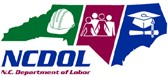 NCDOL
N.C. Department of Labor